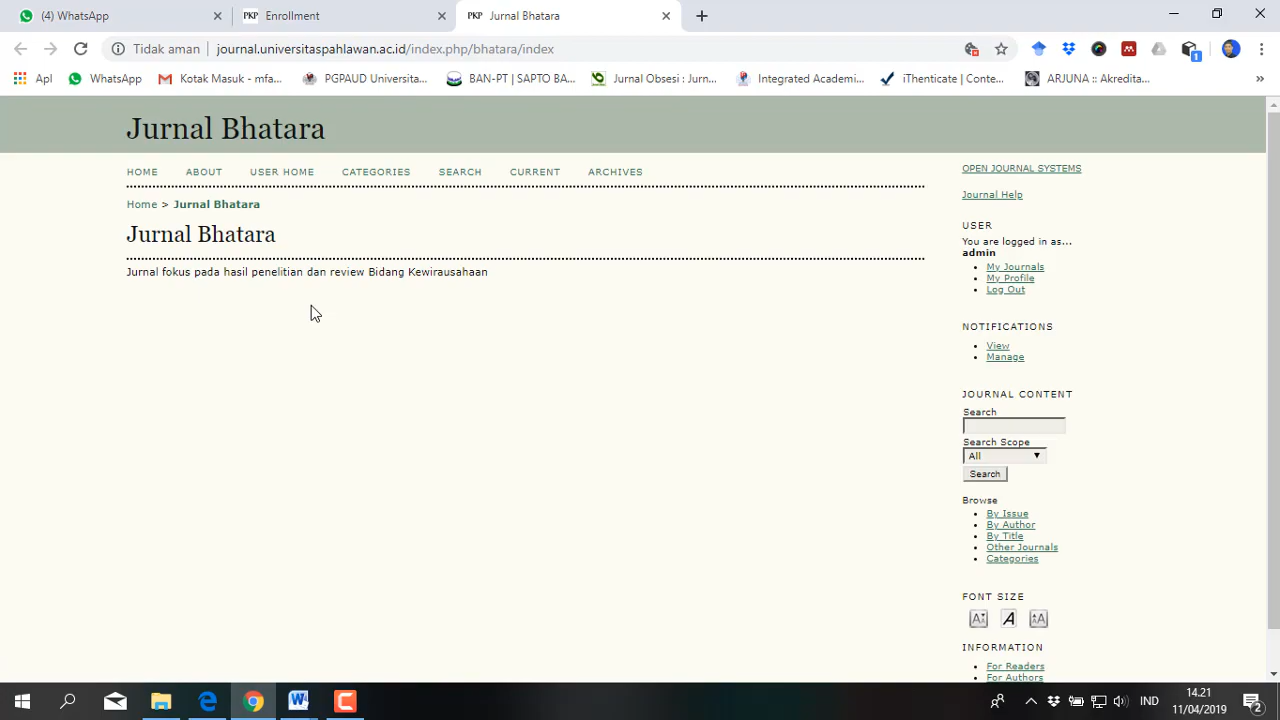 (4) WhatsApp
PKP Enrollment
PKP Jurnal Bhatara
Tidak aman journal.universitaspahlawan.ac.id/index.php/bhatara/index
1
Apl WhatsApp Kotak Masuk - mfa... PGPAUD Universita... BAN-PT | SAPTO BA... Jurnal Obsesi : Jurn... Integrated Academi... iThenticate | Conte... ARJUNA :: Akredita... »
Jurnal Bhatara
HOME ABOUT USER HOME CATEGORIES SEARCH CURRENT ARCHIVES
Home > Jurnal Bhatara
Jurnal Bhatara
Jurnal fokus pada hasil penelitian dan review Bidang Kewirausahaan
OPEN JOURNAL SYSTEMS
Journal Help
USER
You are logged in as...
admin
My Journals
My Profile
Log Out
NOTIFICATIONS
View
Manage
JOURNAL CONTENT
Search
Search Scope
All
Search
Browse
By Issue
By Author
By Title
Other Journals
Categories
FONT SIZE
A A A
INFORMATION
For Readers
For Authors
IND
14.21
11/04/2019
2